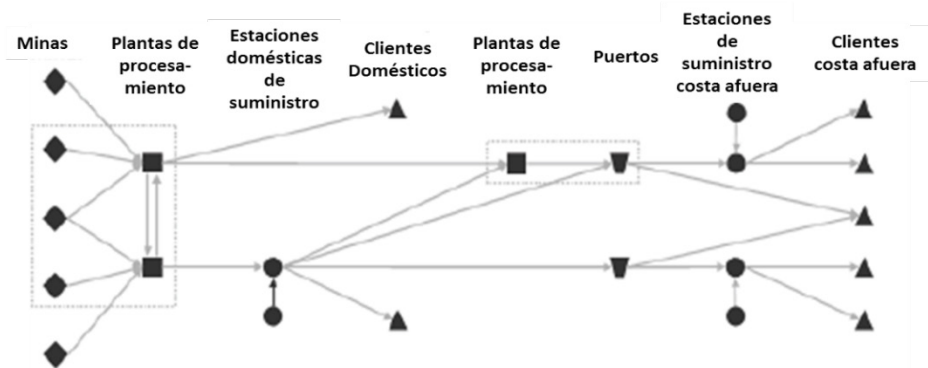 Minas
Plantas de
procesa-
miento
Estaciones
domésticas
de
suministro
Clientes
Domésticos
Plantas de
procesa-
miento
Puertos
Estaciones
de
suministro
costa afuera
Clientes
costa afuera